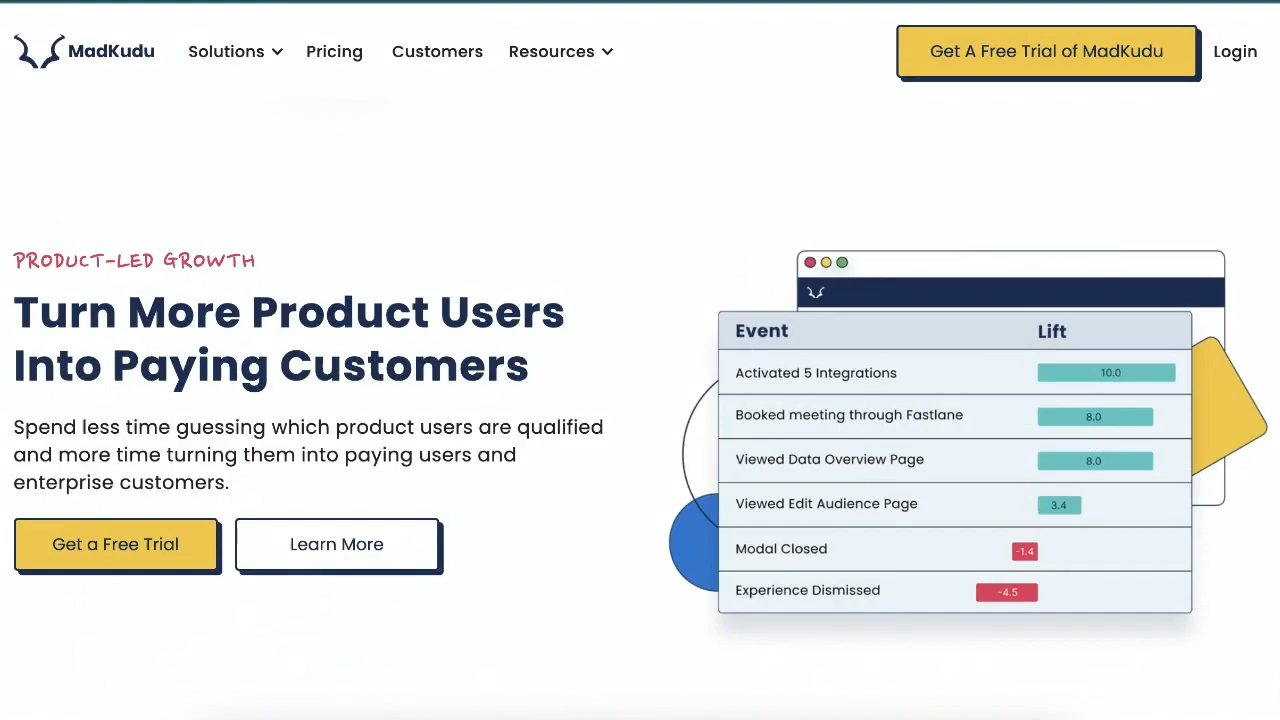 MadKudu Solutions Pricing Customers Resources Get A Free Trial of MadKudu Login
PRODUCT-LED GROWTH
Turn More Product Users
Into Paying Customers
Spend less time guessing which product users are qualified
and more time turning them into paying users and
enterprise customers.
Get a Free Trial Learn More
Event Lift
Activated 5 Integrations 10.0
Booked meeting through Fastlane 8.0
Viewed Data Overview Page 8.0
Viewed Edit Audience Page 3.4
Modal Closed -1.4
Experience Dismissed -4.5